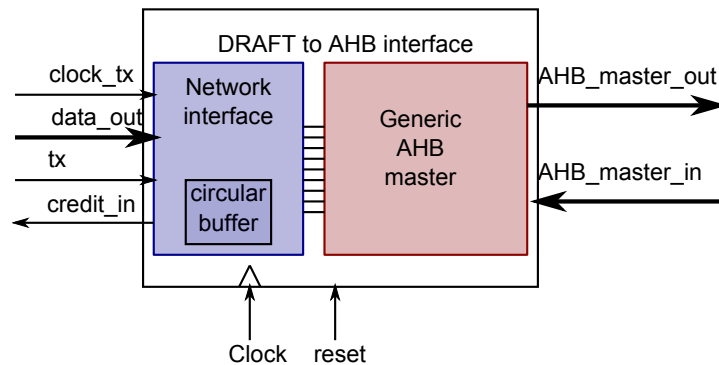 DRAFT to AHB interface
clock_tx
data_out
tx
credit_in
Network
interface
circular
buffer
Generic
AHB
master
AHB_master_out
AHB_master_in
Clock
reset